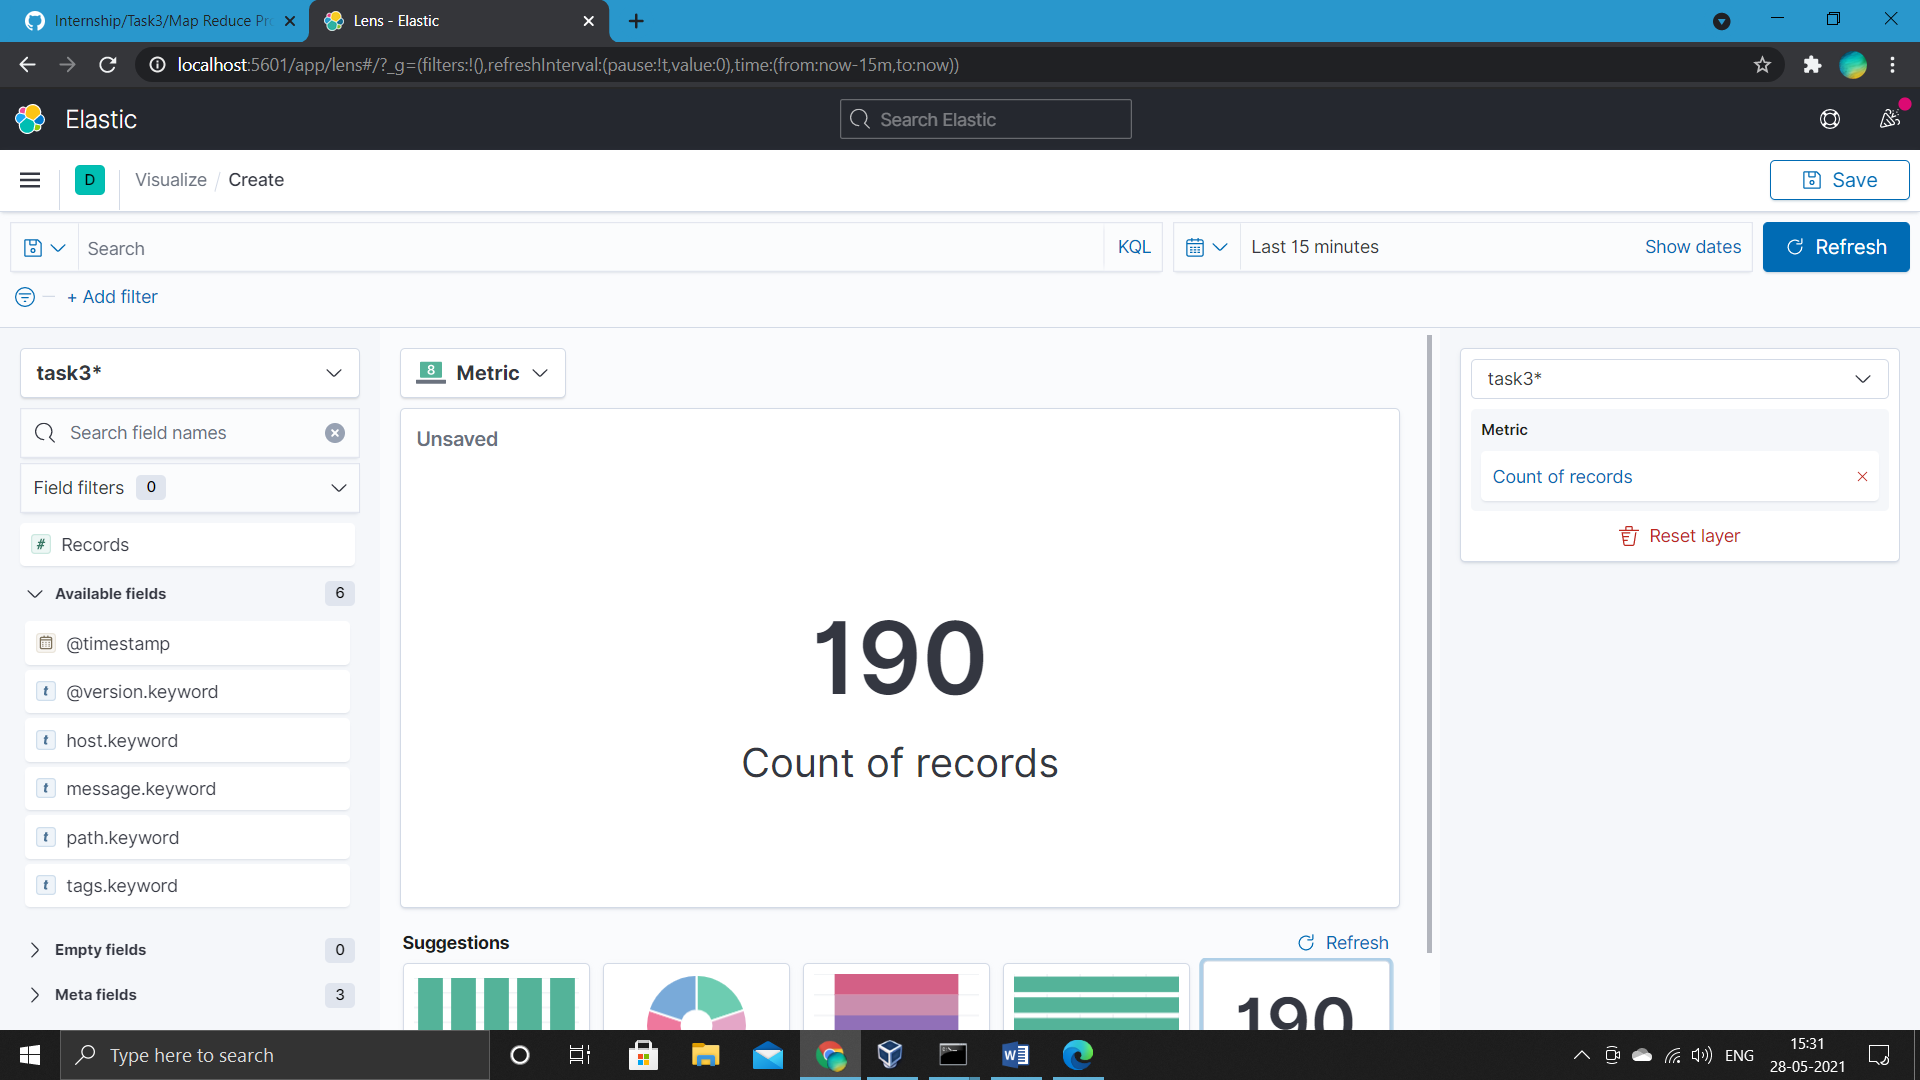 Internship/Task3/Map Reduce Pr
Lens - Elastic
localhost:5601/app/lens#/?_g=(filters:!(),refreshInterval:(pause:!t,value:0),time:(from:now-15m,to:now))
Elastic
Search Elastic
D
Visualize / Create
Save
Search
KQL
Last 15 minutes
Show dates
Refresh
+ Add filter
task3*
Search field names
Field filters 0
# Records
Available fields 6
@timestamp
t @version.keyword
t host.keyword
t message.keyword
t path.keyword
t tags.keyword
Empty fields 0
Meta fields 3
8 Metric
Unsaved
190
Count of records
Suggestions
Refresh
190
task3*
Metric
Count of records
Reset layer
Type here to search
ENG
15:31
28-05-2021